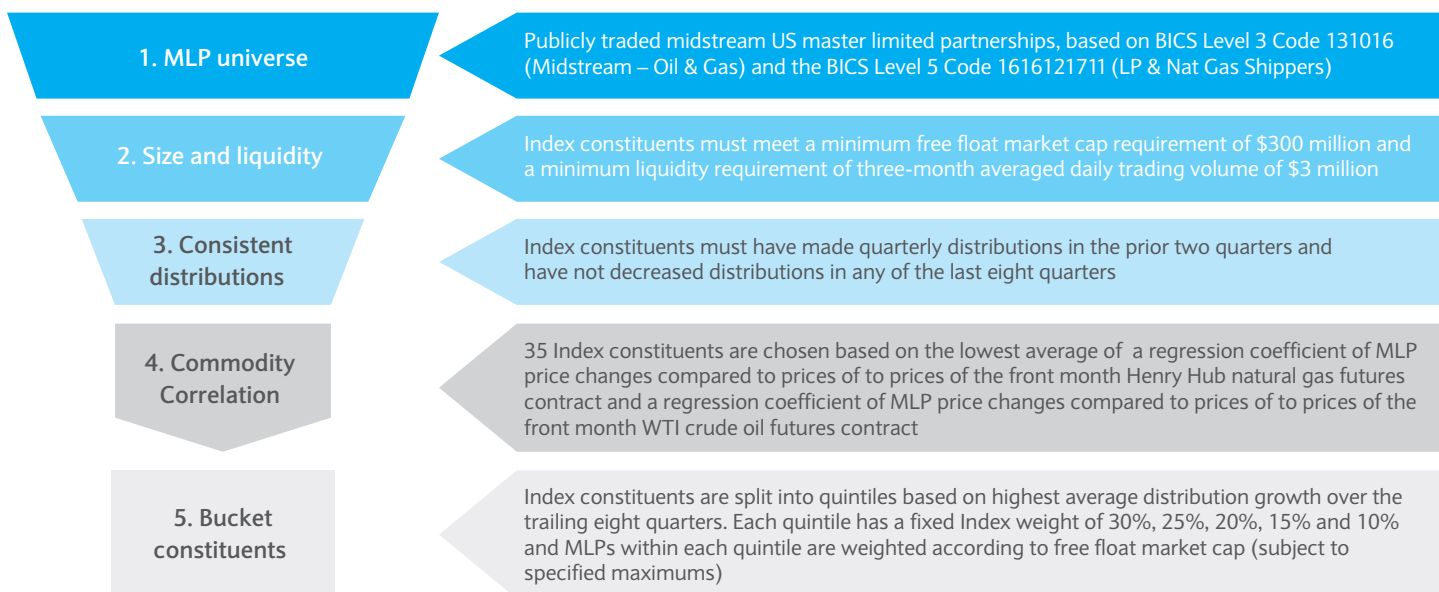 1. MLP universe
Publicly traded midstream US master limited partnerships, based on BICS Level 3 Code 131016
(Midstream – Oil & Gas) and the BICS Level 5 Code 1616121711 (LP & Nat Gas Shippers)
2. Size and liquidity
Index constituents must meet a minimum free float market cap requirement of $300 million and
a minimum liquidity requirement of three-month averaged daily trading volume of $3 million
3. Consistent
distributions
Index constituents must have made quarterly distributions in the prior two quarters and
have not decreased distributions in any of the last eight quarters
4. Commodity
Correlation
35 Index constituents are chosen based on the lowest average of a regression coefficient of MLP
price changes compared to prices of to prices of the front month Henry Hub natural gas futures
contract and a regression coefficient of MLP price changes compared to prices of to prices of the
front month WTI crude oil futures contract
5. Bucket
constituents
Index constituents are split into quintiles based on highest average distribution growth over the
trailing eight quarters. Each quintile has a fixed Index weight of 30%, 25%, 20%, 15% and 10%
and MLPs within each quintile are weighted according to free float market cap (subject to
specified maximums)